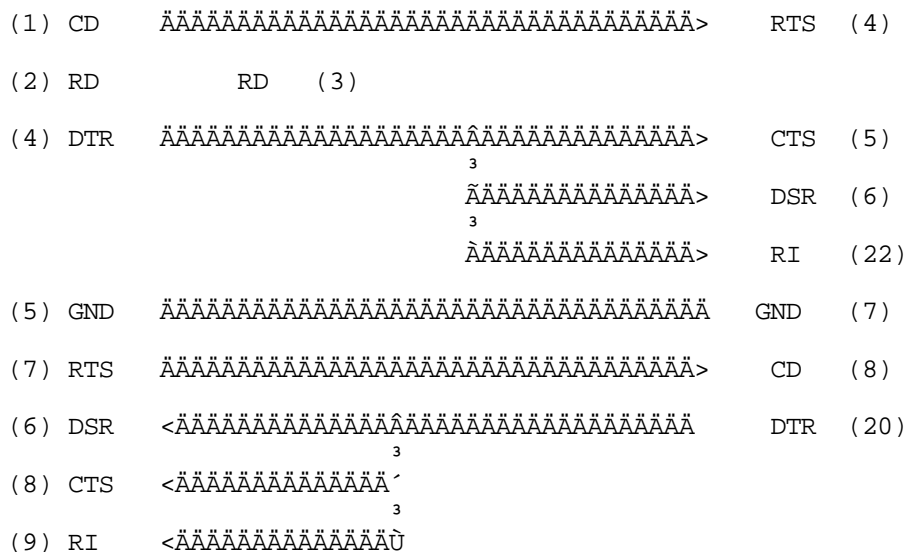 (1) CD ÄÄÄÄÄÄÄÄÄÄÄÄÄÄÄÄÄÄÄÄÄÄÄÄÄÄÄÄÄÄÄÄÄÄÄ> RTS (4)
(2) RD RD (3)
(4) DTR ÄÄÄÄÄÄÄÄÄÄÄÄÄÄÄÄÄÄÄÄÂÄÄÄÄÄÄÄÄÄÄÄÄÄÄ> CTS (5)
³
ÃÄÄÄÄÄÄÄÄÄÄÄÄÄÄ> DSR (6)
³
ÀÄÄÄÄÄÄÄÄÄÄÄÄÄÄ> RI (22)
(5) GND ÄÄÄÄÄÄÄÄÄÄÄÄÄÄÄÄÄÄÄÄÄÄÄÄÄÄÄÄÄÄÄÄÄÄÄÄ GND (7)
(7) RTS ÄÄÄÄÄÄÄÄÄÄÄÄÄÄÄÄÄÄÄÄÄÄÄÄÄÄÄÄÄÄÄÄÄÄÄ> CD (8)
(6) DSR <ÄÄÄÄÄÄÄÄÄÄÄÄÄÄÂÄÄÄÄÄÄÄÄÄÄÄÄÄÄÄÄÄÄÄ DTR (20)
³
(8) CTS <ÄÄÄÄÄÄÄÄÄÄÄÄÄÄ´
³
(9) RI <ÄÄÄÄÄÄÄÄÄÄÄÄÄÄÙ